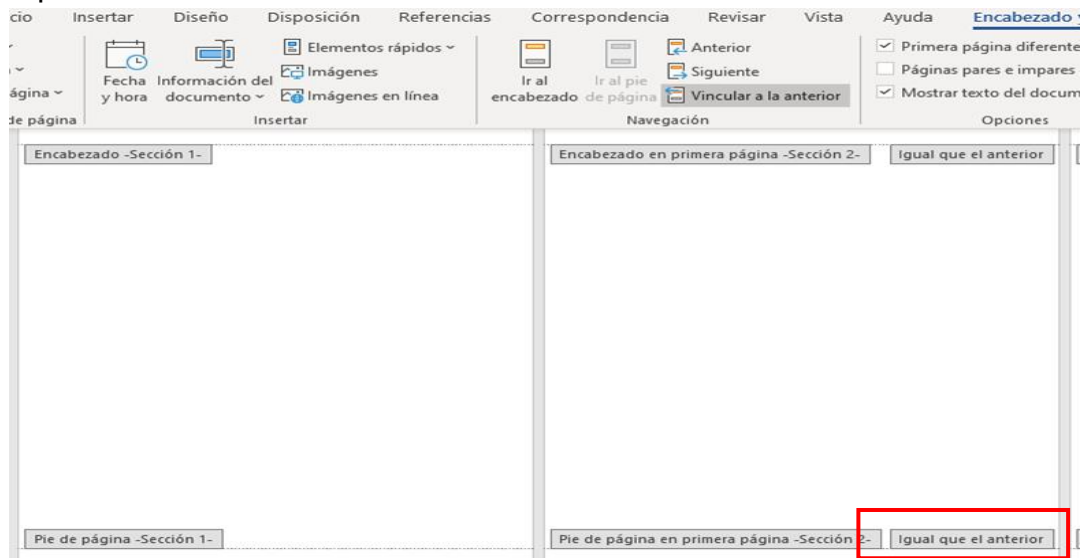 cio Insertar Diseño Disposición Referencias Correspondencia Revisar Vista Ayuda Encabezado y
Elementos rápidos Anterior Primera página diferente
Imágenes Siguiente Páginas pares e impares
ágina Fecha y hora Información del documento Imágenes en línea Ir al encabezado Ir al pie de página Vincular a la anterior Mostrar texto del docum
de página Insertar Navegación Opciones
Encabezado -Sección 1- Encabezado en primera página -Sección 2- Igual que el anterior
Pie de página -Sección 1- Pie de página en primera página -Sección 2- Igual que el anterior